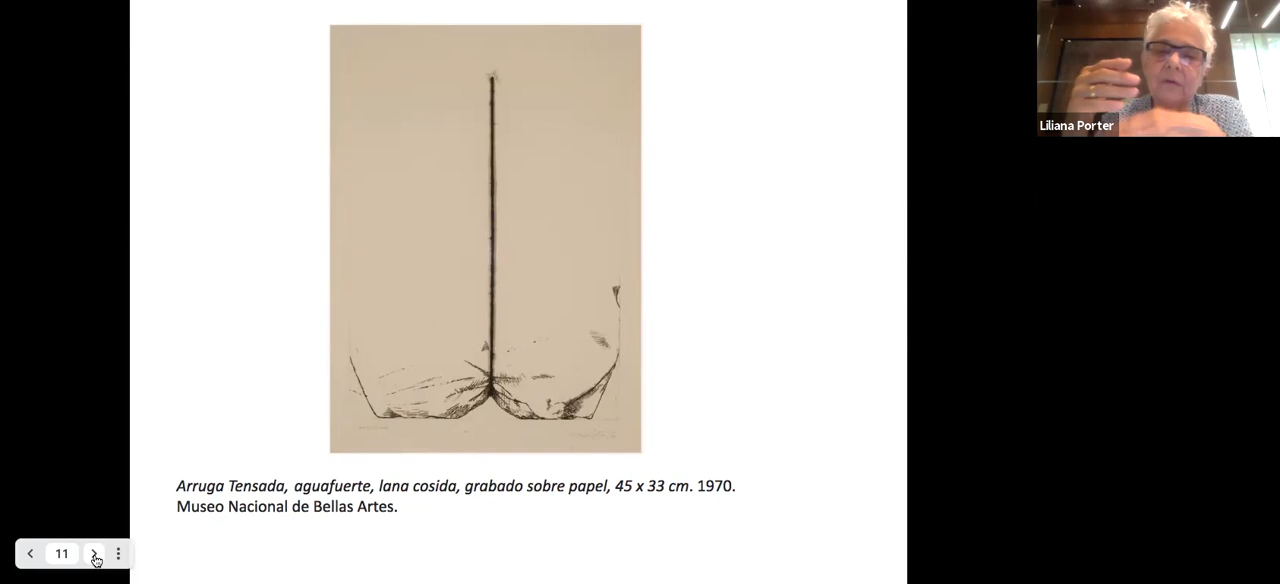 Liliana Porter
Arruga Tensada, aguafuerte, lana cosida, grabado sobre papel, 45 x 33 cm. 1970.
Museo Nacional de Bellas Artes.
11